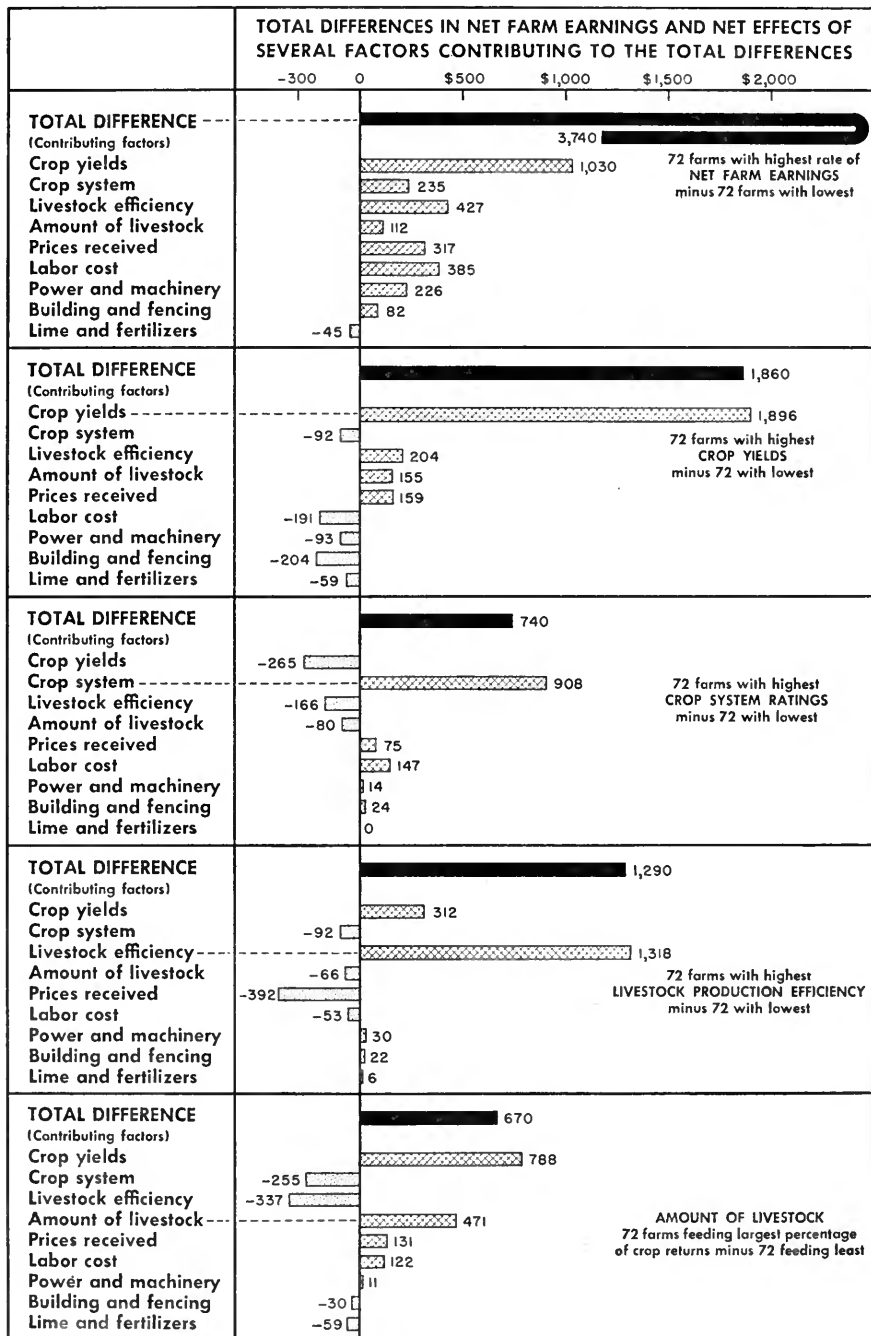 TOTAL DIFFERENCES IN NET FARM EARNINGS AND NET EFFECTS OF
SEVERAL FACTORS CONTRIBUTING TO THE TOTAL DIFFERENCES
-300 0 $500 $1,000 $1,500 $2,000
TOTAL DIFFERENCE
(Contributing factors) 3,740
Crop yields 1,030
Crop system 235
Livestock efficiency 427
Amount of livestock 112
Prices received 317
Labor cost 385
Power and machinery 226
Building and fencing 82
Lime and fertilizers -45
72 farms with highest rate of
NET FARM EARNINGS
minus 72 farms with lowest
TOTAL DIFFERENCE 1,860
(Contributing factors)
Crop yields 1,896
Crop system -92
Livestock efficiency 204
Amount of livestock 155
Prices received 159
Labor cost -191
Power and machinery -93
Building and fencing -204
Lime and fertilizers -59
72 farms with highest
CROP YIELDS
minus 72 with lowest
TOTAL DIFFERENCE 740
(Contributing factors)
Crop yields -265
Crop system 908
Livestock efficiency -166
Amount of livestock -80
Prices received 75
Labor cost 147
Power and machinery 14
Building and fencing 24
Lime and fertilizers 0
72 farms with highest
CROP SYSTEM RATINGS
minus 72 with lowest
TOTAL DIFFERENCE 1,290
(Contributing factors)
Crop yields 312
Crop system -92
Livestock efficiency 1,318
Amount of livestock -66
Prices received -392
Labor cost -53
Power and machinery 30
Building and fencing 22
Lime and fertilizers 6
72 farms with highest
LIVESTOCK PRODUCTION EFFICIENCY
minus 72 with lowest
TOTAL DIFFERENCE 670
(Contributing factors)
Crop yields 788
Crop system -255
Livestock efficiency -337
Amount of livestock 471
Prices received 131
Labor cost 122
Power and machinery 11
Building and fencing -30
Lime and fertilizers -59
AMOUNT OF LIVESTOCK
72 farms feeding largest percentage
of crop returns minus 72 feeding least